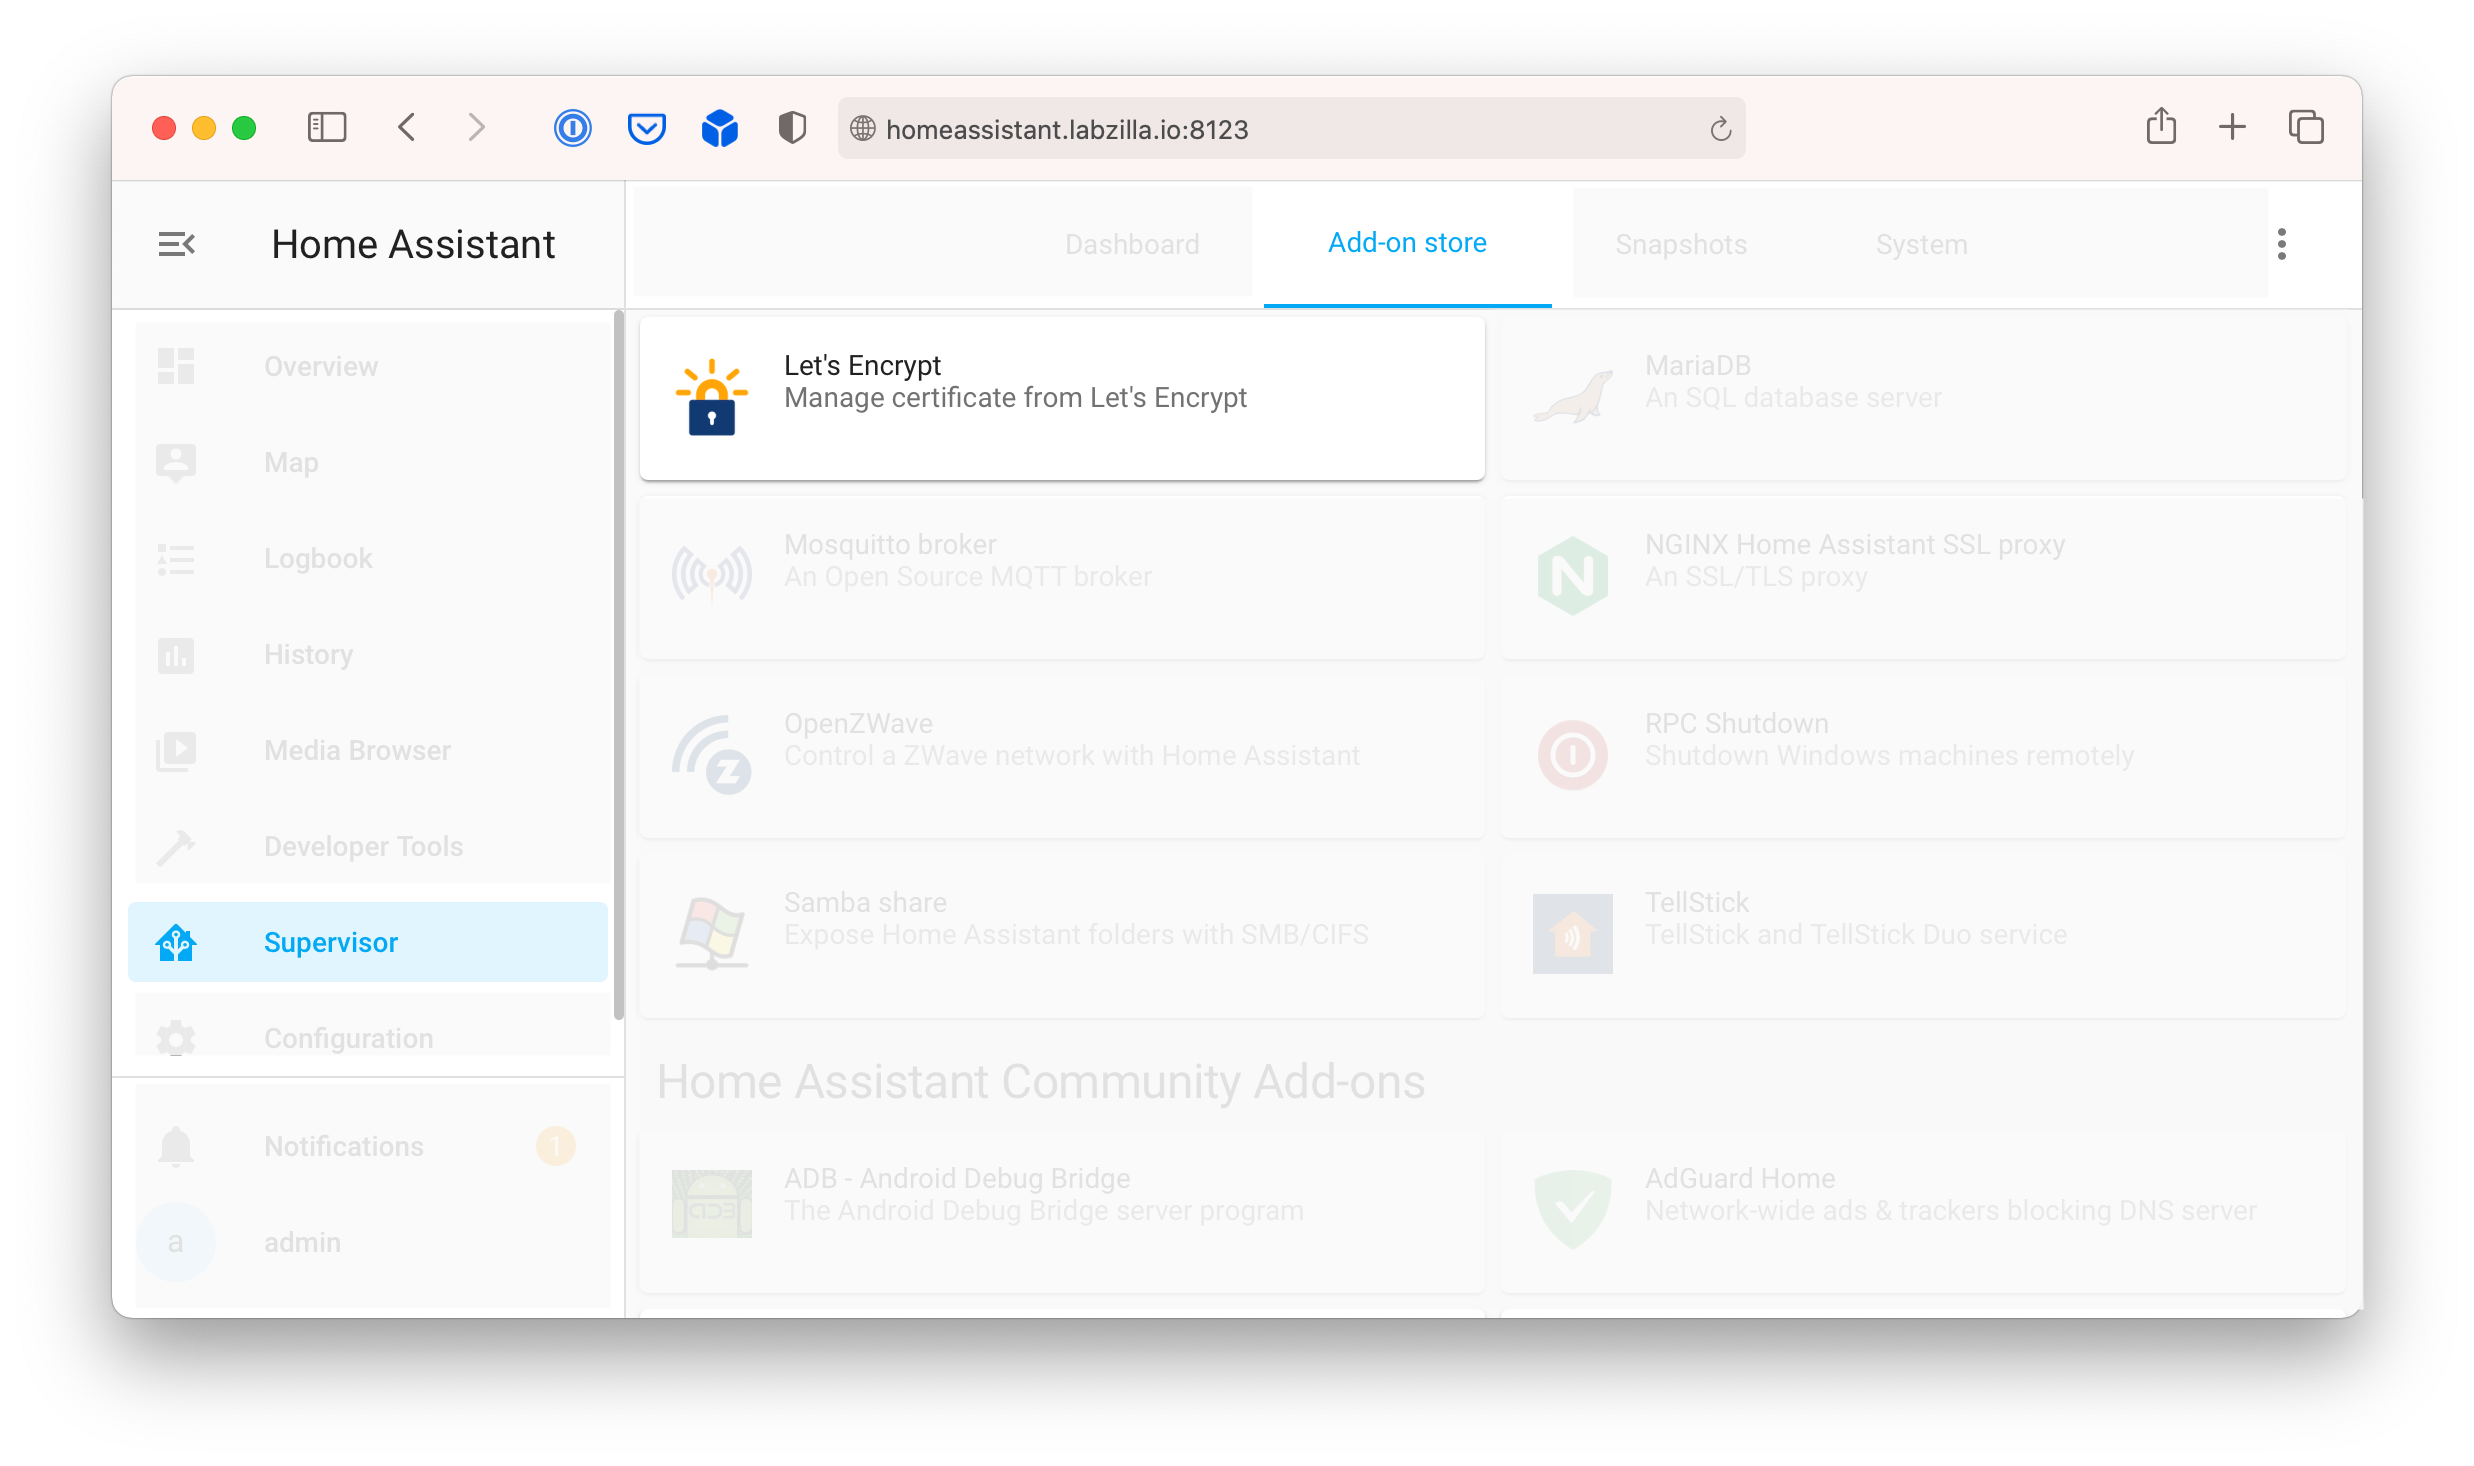 homeassistant.labzilla.io:8123
Home Assistant
Dashboard
Add-on store
Snapshots
System
Overview
Map
Logbook
History
Media Browser
Developer Tools
Supervisor
Configuration
Notifications
1
a
admin
Let's Encrypt
Manage certificate from Let's Encrypt
MariaDB
An SQL database server
Mosquitto broker
An Open Source MQTT broker
NGINX Home Assistant SSL proxy
An SSL/TLS proxy
OpenZWave
Control a ZWave network with Home Assistant
RPC Shutdown
Shutdown Windows machines remotely
Samba share
Expose Home Assistant folders with SMB/CIFS
TellStick
TellStick and TellStick Duo service
Home Assistant Community Add-ons
ADB - Android Debug Bridge
The Android Debug Bridge server program
AdGuard Home
Network-wide ads & trackers blocking DNS server